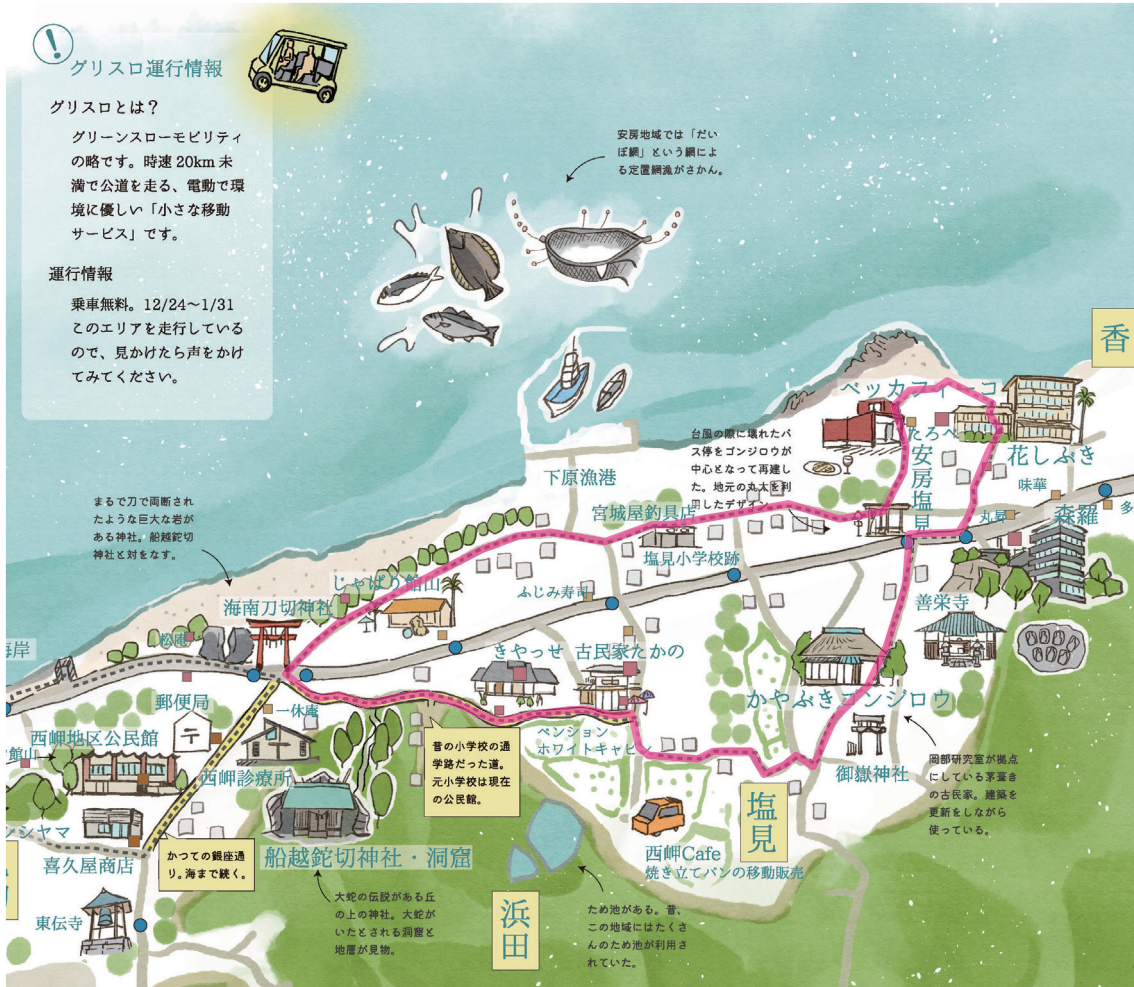 グリスロ運行情報
グリスロとは？
グリーンスローモビリティ
の略です。時速 20km 未
満で公道を走る、電動で環
境に優しい「小さな移動
サービス」です。
運行情報
乗車無料。12/24〜1/31
このエリアを走行している
ので、見かけたら声をかけ
てみてください。
安房地域では「だい
ぼ網」という網によ
る定置網漁がさかん。
香
台風の際に壊れたバ
ス停をゴンジロウが
中心となって再建し
た。地元の丸太を利
用したデザイン
たろべ
安房塩見
花しぶき
味華
丸昇
森羅
多
下原漁港
宮城屋釣具店
塩見小学校跡
まるで刀で両断され
たような巨大な岩が
ある神社。船越鉈切
神社と対をなす。
じゃぱり館山
海南刀切神社
ふじみ寿司
善栄寺
松庵
海岸
きやっせ
古民家たかの
かやぶきゴンジロウ
郵便局
一休庵
西岬地区公民館
館山
西岬診療所
昔の小学校の通
学路だった道。
元小学校は現在
の公民館。
ペンション
ホワイトキャビン
御嶽神社
岡部研究室が拠点
にしている茅葺き
の古民家。建築を
更新をしながら
使っている。
塩見
シヤマ
喜久屋商店
かつての銀座通
り。海まで続く。
船越鉈切神社・洞窟
西岬Cafe
焼き立てパンの移動販売
東伝寺
大蛇の伝説がある丘
の上の神社。大蛇が
いたとされる洞窟と
地層が見物。
浜田
ため池がある。昔、
この地域にはたくさ
んのため池が利用さ
れていた。